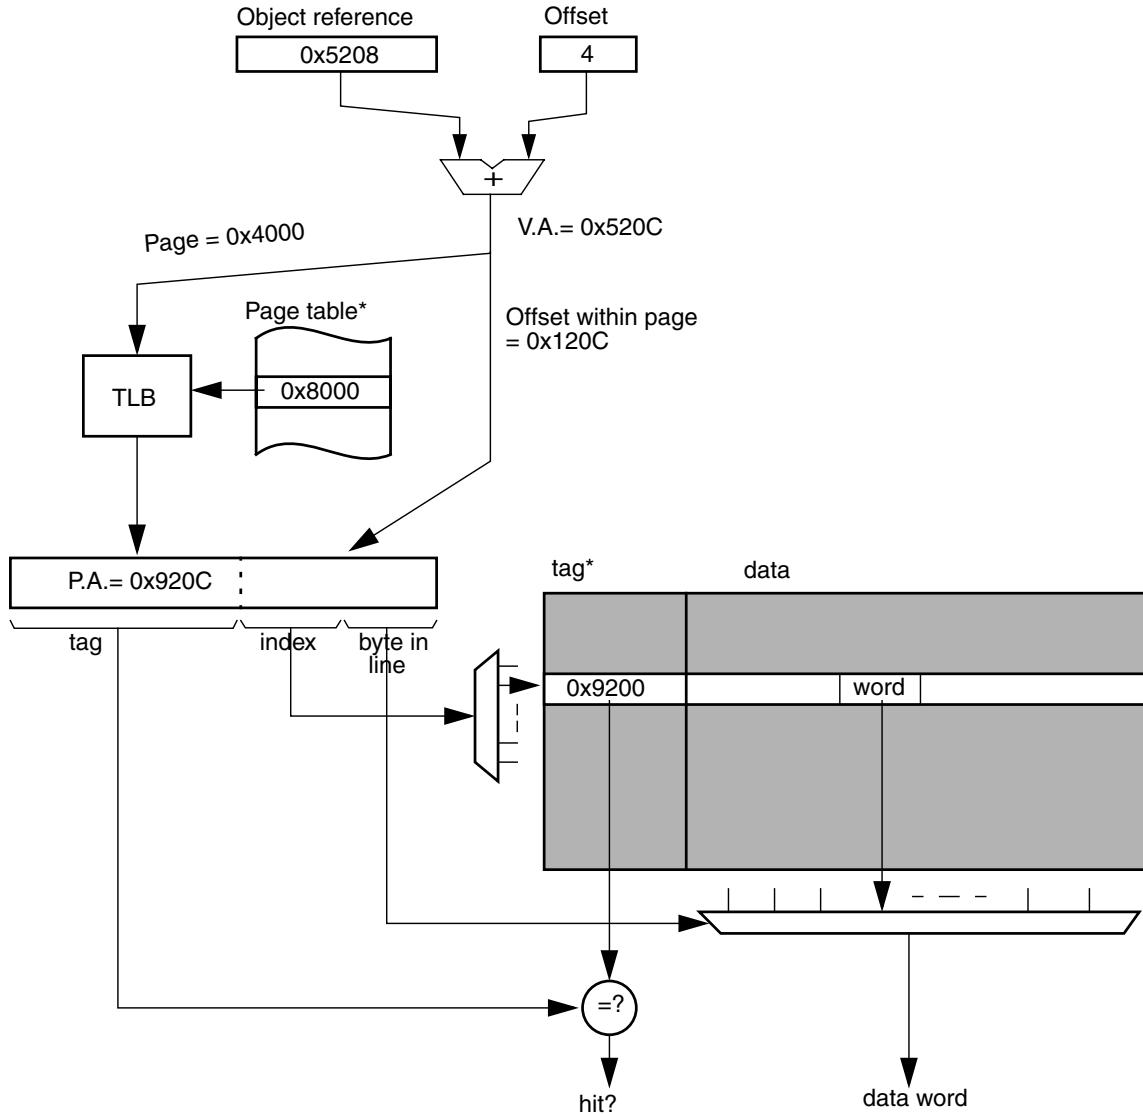 Object reference
Offset
0x5208
4
+
V.A.= 0x520C
Page = 0x4000
Page table*
Offset within page
= 0x120C
0x8000
TLB
P.A.= 0x920C
tag*
data
tag
index
byte in
line
0x9200
word
=?
hit?
data word